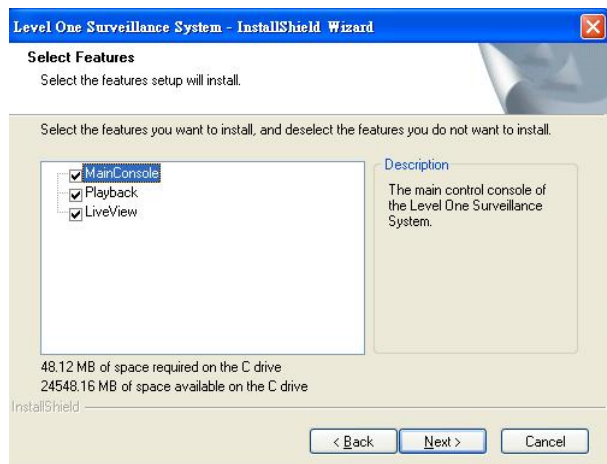 Level One Surveillance System - InstallShield Wizard
Select Features
Select the features setup will install.
Select the features you want to install, and deselect the features you do not want to install.
MainConsole
Playback
LiveView
Description
The main control console of
the Level One Surveillance
System.
48.12 MB of space required on the C drive
24548.16 MB of space available on the C drive
InstallShield
< Back
Next >
Cancel